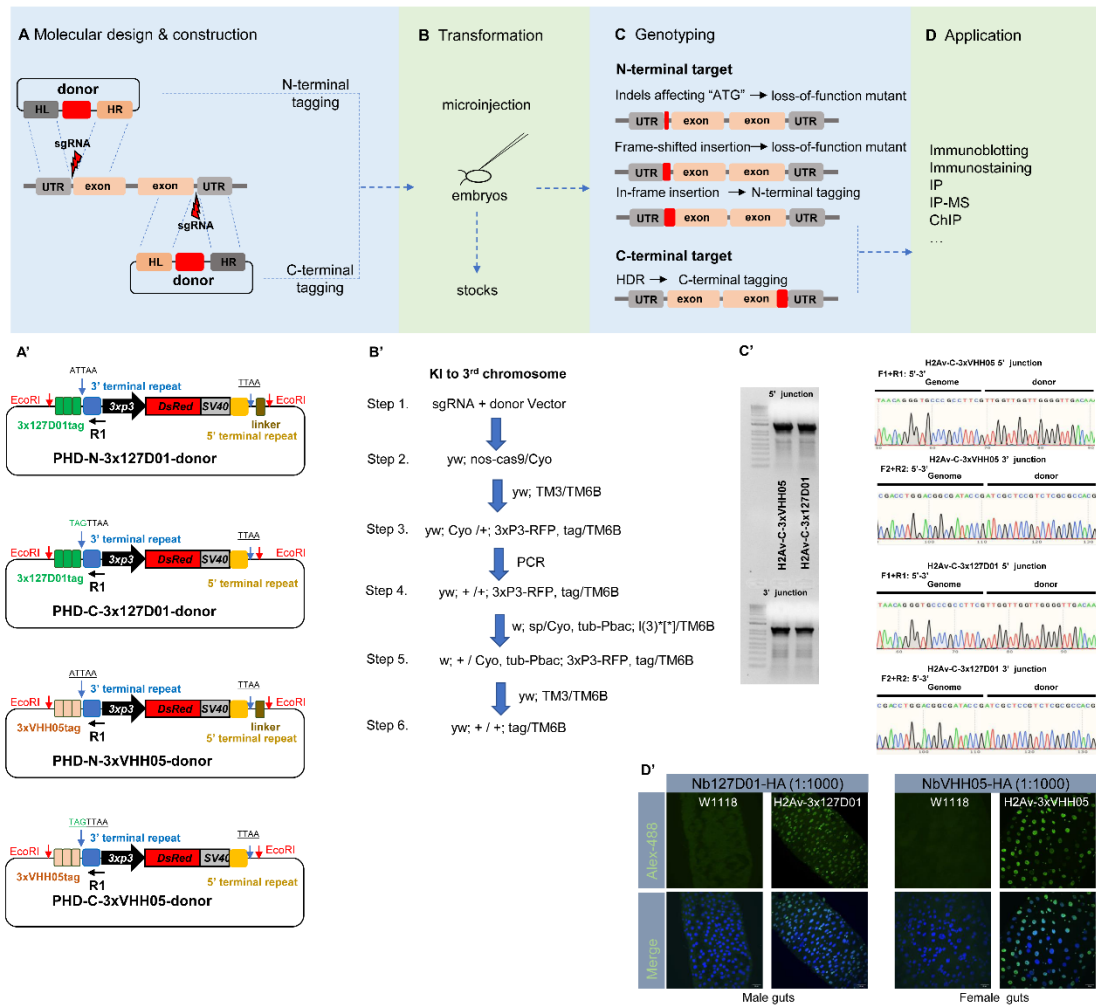 A Molecular design & construction
donor
HL
HR
N-terminal
tagging
sgRNA
UTR
exon
exon
UTR
sgRNA
HL
HR
donor
C-terminal
tagging
B Transformation
microinjection
embryos
stocks
C Genotyping
N-terminal target
Indels affecting “ATG” loss-of-function mutant
UTR exon exon UTR
Frame-shifted insertion loss-of-function mutant
UTR exon exon UTR
In-frame insertion N-terminal tagging
UTR exon exon UTR
C-terminal target
HDR C-terminal tagging
UTR exon exon UTR
D Application
Immunoblotting
Immunostaining
IP
IP-MS
ChIP
...
A’
ATTAA
3’ terminal repeat
TTAA
EcoRI
EcoRI
3xp3 DsRed SV40
3x127D01tag
R1
linker
5’ terminal repeat
PHD-N-3x127D01-donor
TAGTTAA
3’ terminal repeat
TTAA
EcoRI
EcoRI
3xp3 DsRed SV40
3x127D01tag
R1
5’ terminal repeat
PHD-C-3x127D01-donor
ATTAA
3’ terminal repeat
TTAA
EcoRI
EcoRI
3xp3 DsRed SV40
3xVHH05tag
R1
linker
5’ terminal repeat
PHD-N-3xVHH05-donor
TAGTTAA
3’ terminal repeat
TTAA
EcoRI
EcoRI
3xp3 DsRed SV40
3xVHH05tag
R1
5’ terminal repeat
PHD-C-3xVHH05-donor
B’
KI to 3rd chromosome
Step 1. sgRNA + donor Vector
Step 2. yw; nos-cas9/Cyo
yw; TM3/TM6B
Step 3. yw; Cyo /+; 3xP3-RFP, tag/TM6B
PCR
Step 4. yw; + /+; 3xP3-RFP, tag/TM6B
w; sp/Cyo, tub-Pbac; l(3)*[*]/TM6B
Step 5. w; + / Cyo, tub-Pbac; 3xP3-RFP, tag/TM6B
yw; TM3/TM6B
Step 6. yw; + / +; tag/TM6B
C’
5’ junction
H2Av-C-3xVHH05
H2Av-C-3x127D01
3’ junction
H2Av-C-3xVHH05 5’ junction
F1+R1: 5’-3’
Genome donor
TAACAGGGTGCCCGCCTTCGTTGGTTGGTTGGGGTTGACAA
H2Av-C-3xVHH05 3’ junction
F2+R2: 5’-3’
Genome donor
CGACCTGGACGGCGATACCGATCGCTCCGTCTCGCGCCACG
H2Av-C-3x127D01 5’ junction
F1+R1: 5’-3’
Genome donor
H2Av-C-3x127D01 3’ junction
F2+R2: 5’-3’
Genome donor
CGACCTGGACGGCGATACCGATCGCTCCGTCTCGCGCCACG
D’
Nb127D01-HA (1:1000)
NbVHH05-HA (1:1000)
W1118
H2Av-3x127D01
W1118
H2Av-3xVHH05
Alex-488
Merge
Male guts
Female guts